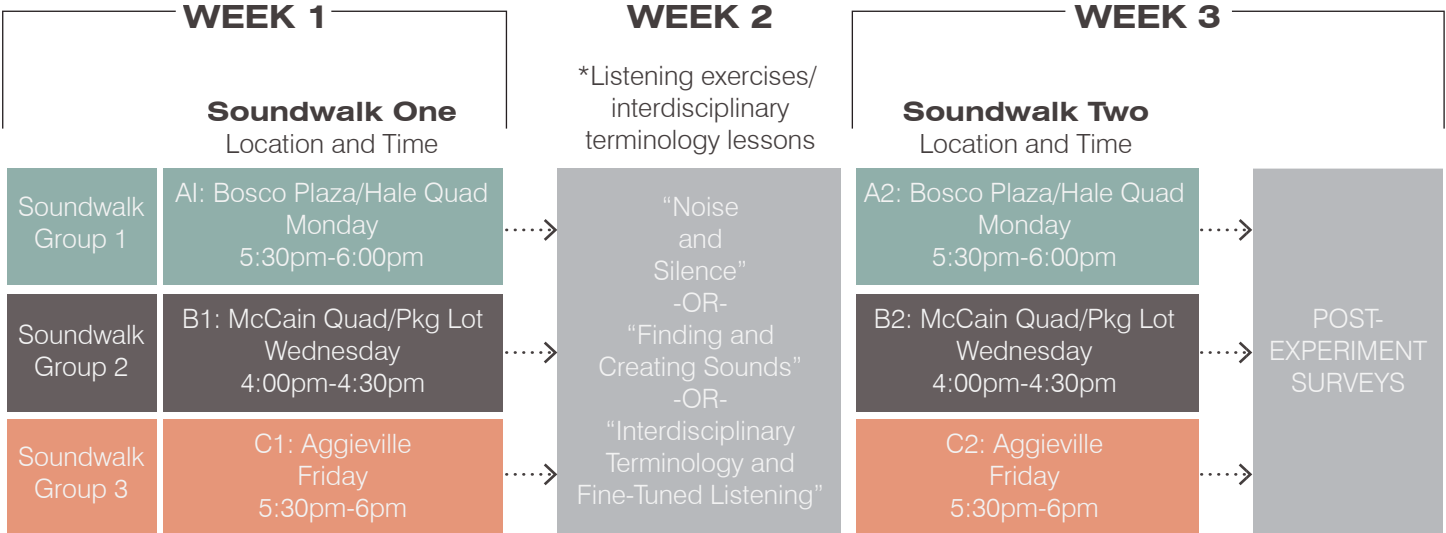 WEEK 1
WEEK 2
WEEK 3
*Listening exercises/
interdisciplinary
terminology lessons
Soundwalk One
Location and Time
Soundwalk Two
Location and Time
Soundwalk
Group 1
AI: Bosco Plaza/Hale Quad
Monday
5:30pm-6:00pm
Soundwalk
Group 2
B1: McCain Quad/Pkg Lot
Wednesday
4:00pm-4:30pm
Soundwalk
Group 3
C1: Aggieville
Friday
5:30pm-6pm
“Noise
and
Silence”
-OR-
“Finding and
Creating Sounds”
-OR-
“Interdisciplinary
Terminology and
Fine-Tuned Listening”
A2: Bosco Plaza/Hale Quad
Monday
5:30pm-6:00pm
B2: McCain Quad/Pkg Lot
Wednesday
4:00pm-4:30pm
C2: Aggieville
Friday
5:30pm-6pm
POST-
EXPERIMENT
SURVEYS